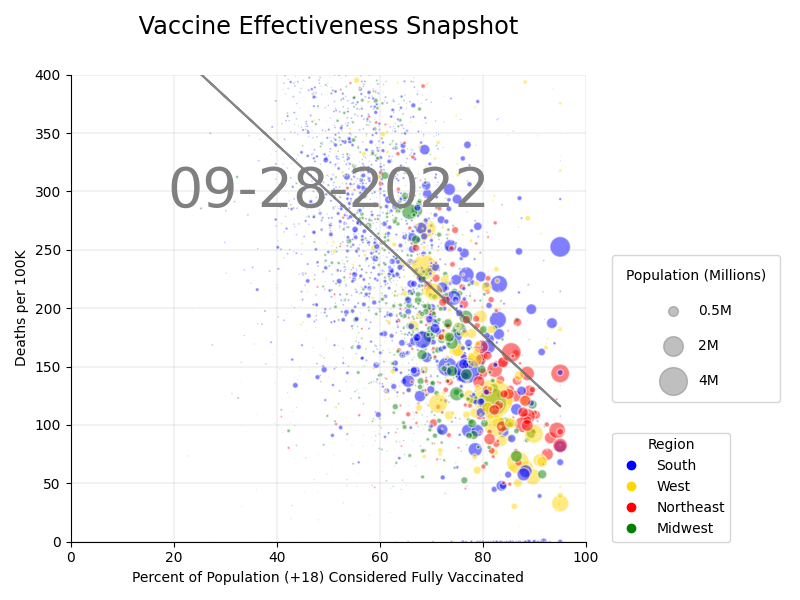 Vaccine Effectiveness Snapshot
400
350
300
250
200
150
100
50
0
Deaths per 100K
09-28-2022
0 20 40 60 80 100
Percent of Population (+18) Considered Fully Vaccinated
Population (Millions)
0.5M
2M
4M
Region
South
West
Northeast
Midwest